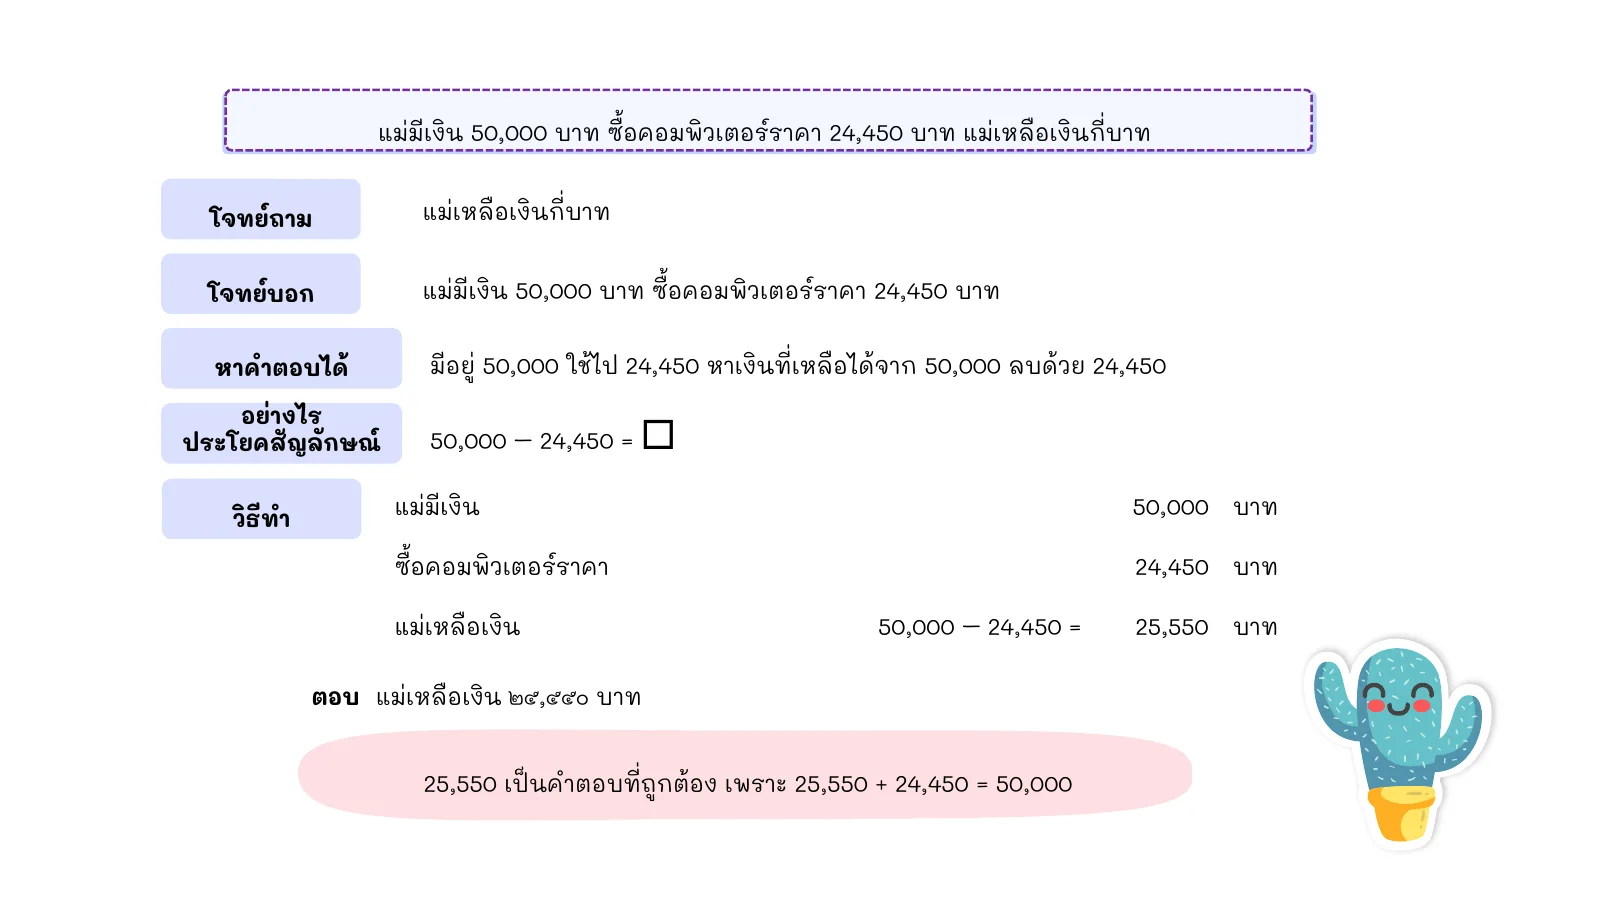 แม่มีเงิน 50,000 บาท ซื้อคอมพิวเตอร์ราคา 24,450 บาท แม่เหลือเงินกี่บาท
โจทย์ถาม แม่เหลือเงินกี่บาท
โจทย์บอก แม่มีเงิน 50,000 บาท ซื้อคอมพิวเตอร์ราคา 24,450 บาท
หาคำตอบได้ มีอยู่ 50,000 ใช้ไป 24,450 หาเงินที่เหลือได้จาก 50,000 ลบด้วย 24,450
อย่างไร
ประโยคสัญลักษณ์ 50,000 – 24,450 = □
วิธีทำ แม่มีเงิน 50,000 บาท
ซื้อคอมพิวเตอร์ราคา 24,450 บาท
แม่เหลือเงิน 50,000 – 24,450 = 25,550 บาท
ตอบ แม่เหลือเงิน ๒๕,๕๕๐ บาท
25,550 เป็นคำตอบที่ถูกต้อง เพราะ 25,550 + 24,450 = 50,000